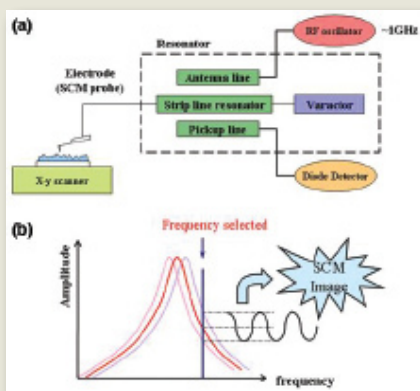 (a)
RF oscillator
~1GHz
Resonator
Electrode
(SCM probe)
Antenna line
Strip line resonator
Varactor
Pickup line
X-y scanner
Diode Detector
(b)
Frequency selected
Amplitude
SCM
Image
frequency